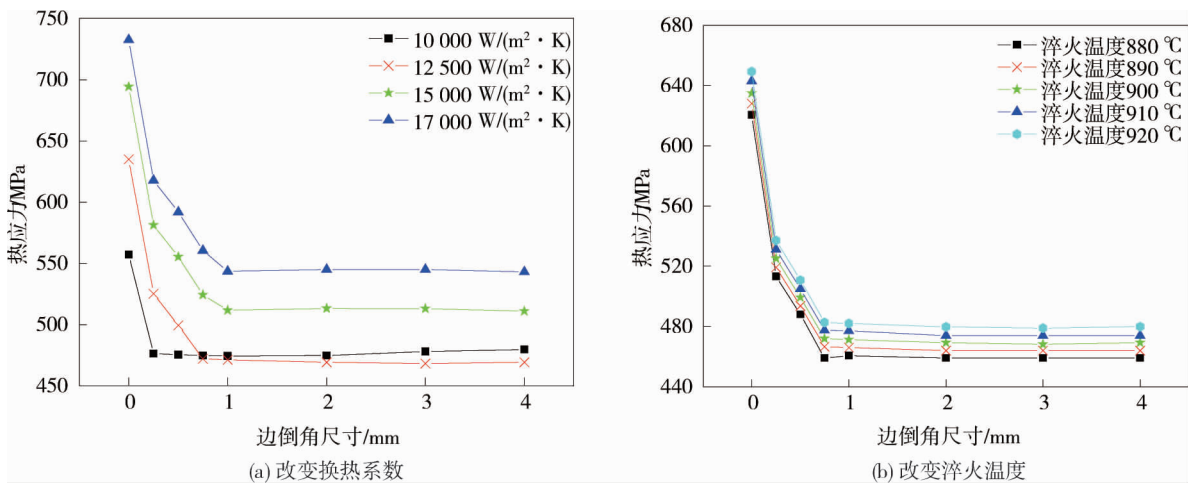 热应力/MPa
750
700
650
600
550
500
450
10 000 W/(m²・K)
12 500 W/(m²・K)
15 000 W/(m²・K)
17 000 W/(m²・K)
0 1 2 3 4
边倒角尺寸/mm
(a) 改变换热系数
热应力/MPa
680
640
600
560
520
480
440
淬火温度880 ℃
淬火温度890 ℃
淬火温度900 ℃
淬火温度910 ℃
淬火温度920 ℃
0 1 2 3 4
边倒角尺寸/mm
(b) 改变淬火温度